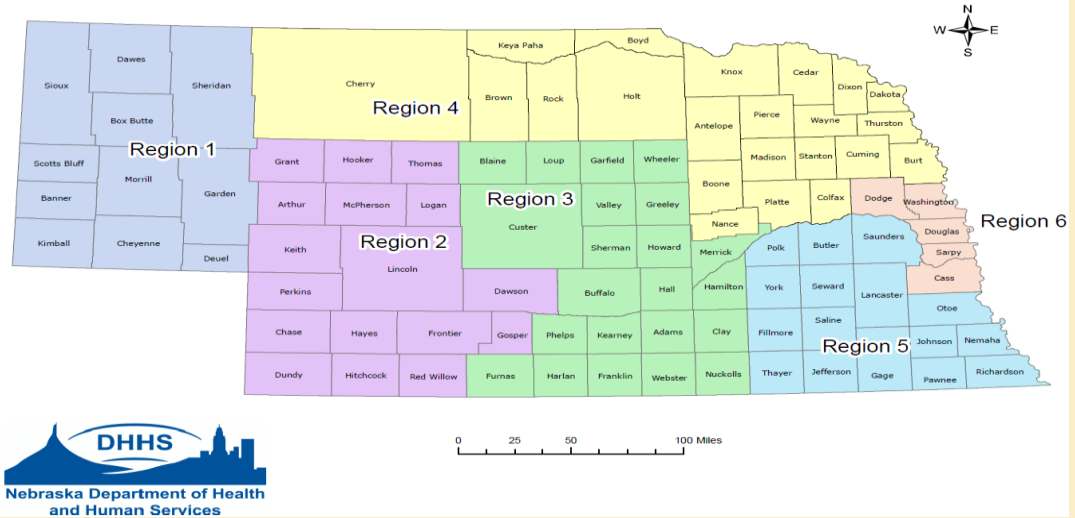 N
W E
S
Keya Paha Boyd
Dawes
Sioux Sheridan Cherry Knox Cedar Dixon Dakota
Region 4 Brown Rock Holt
Box Butte Antelope Pierce Wayne Thurston
Region 1
Scotts Bluff Grant Hooker Thomas Blaine Loup Garfield Wheeler Madison Stanton Cuming Burt
Morrill Boone
Banner Garden Arthur McPherson Logan Region 3 Valley Greeley Platte Colfax Dodge Washington
Custer Nance Region 6
Kimball Cheyenne Keith Region 2 Sherman Howard Merrick Polk Butler Saunders Douglas
Deuel Lincoln Sarpy
Perkins Dawson Buffalo Hall Hamilton York Seward Lancaster Cass
Otoe
Chase Hayes Frontier Gosper Phelps Kearney Adams Clay Fillmore Saline Johnson Nemaha
Region 5
Dundy Hitchcock Red Willow Furnas Harlan Franklin Webster Nuckolls Thayer Jefferson Gage Pawnee Richardson
DHHS
Nebraska Department of Health
and Human Services
0 25 50 100 Miles